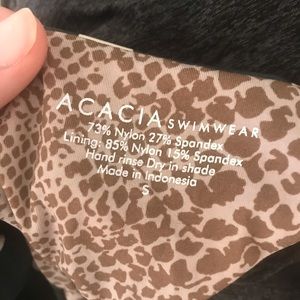 ACACIA SWIMWEAR
73% Nylon 27% Spandex
Lining: 85% Nylon 15% Spandex
Hand rinse Dry in shade
Made in Indonesia
S